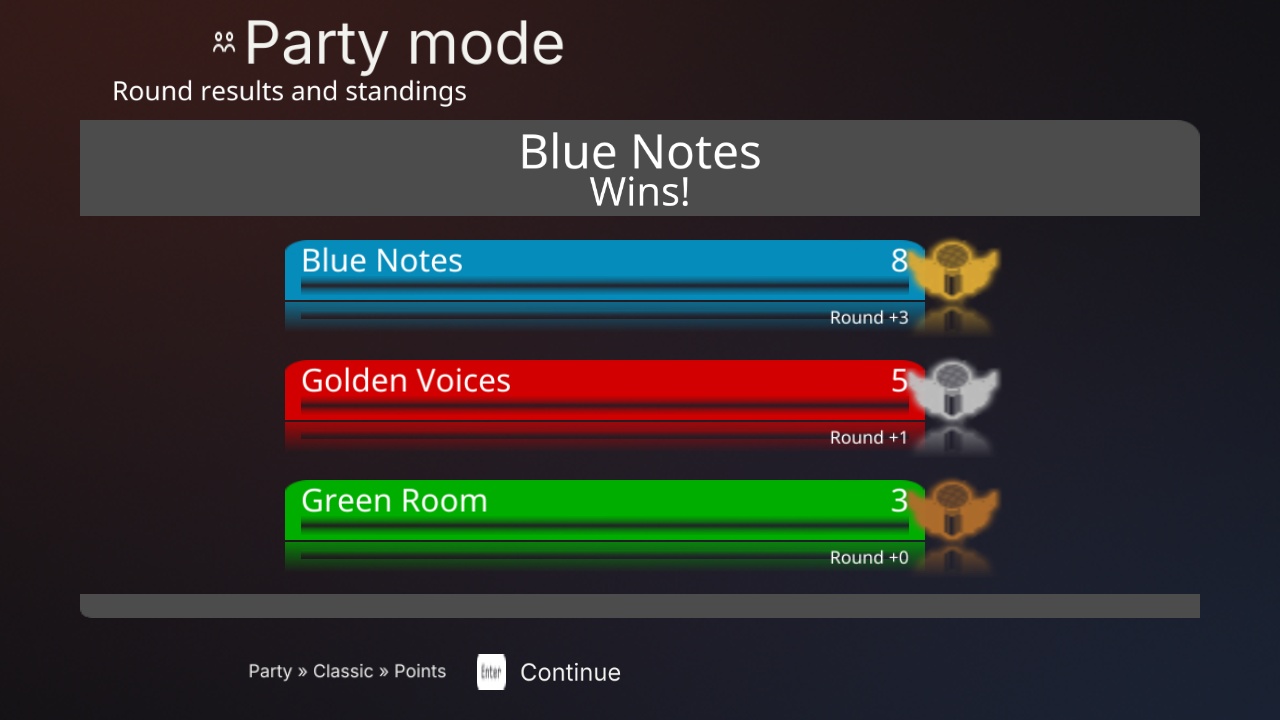 Party mode
Round results and standings
Blue Notes
Wins!
Blue Notes 8
Round +3
Golden Voices 5
Round +1
Green Room 3
Round +0
Party » Classic » Points Enter Continue